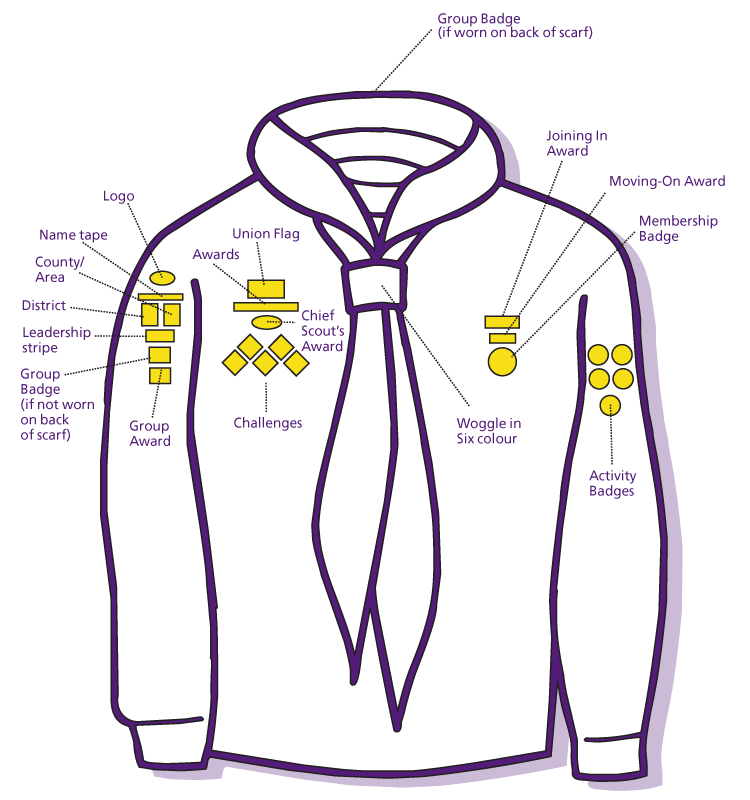 Group Badge
(if worn on back of scarf)
Joining In
Award
Moving-On Award
Logo
Membership
Badge
Name tape
Union Flag
Awards
County/
Area
District
Chief
Scout's
Award
Leadership
stripe
Group
Badge
(if not worn
on back
of scarf)
Group
Award
Challenges
Woggle in
Six colour
Activity
Badges